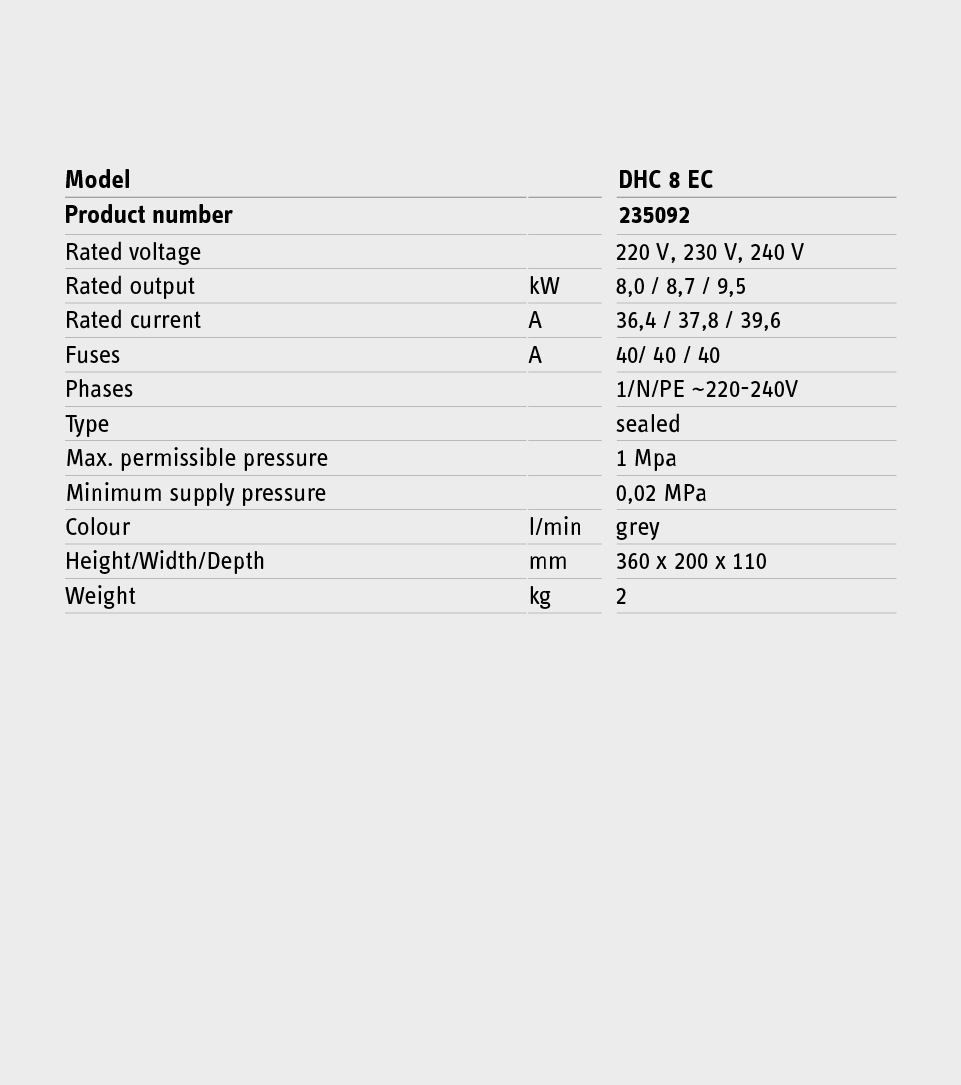 Model DHC 8 EC
Product number 235092
Rated voltage 220 V, 230 V, 240 V
Rated output kW 8,0 / 8,7 / 9,5
Rated current A 36,4 / 37,8 / 39,6
Fuses A 40/ 40 / 40
Phases 1/N/PE ~220-240V
Type sealed
Max. permissible pressure 1 Mpa
Minimum supply pressure 0,02 MPa
Colour l/min grey
Height/Width/Depth mm 360 x 200 x 110
Weight kg 2